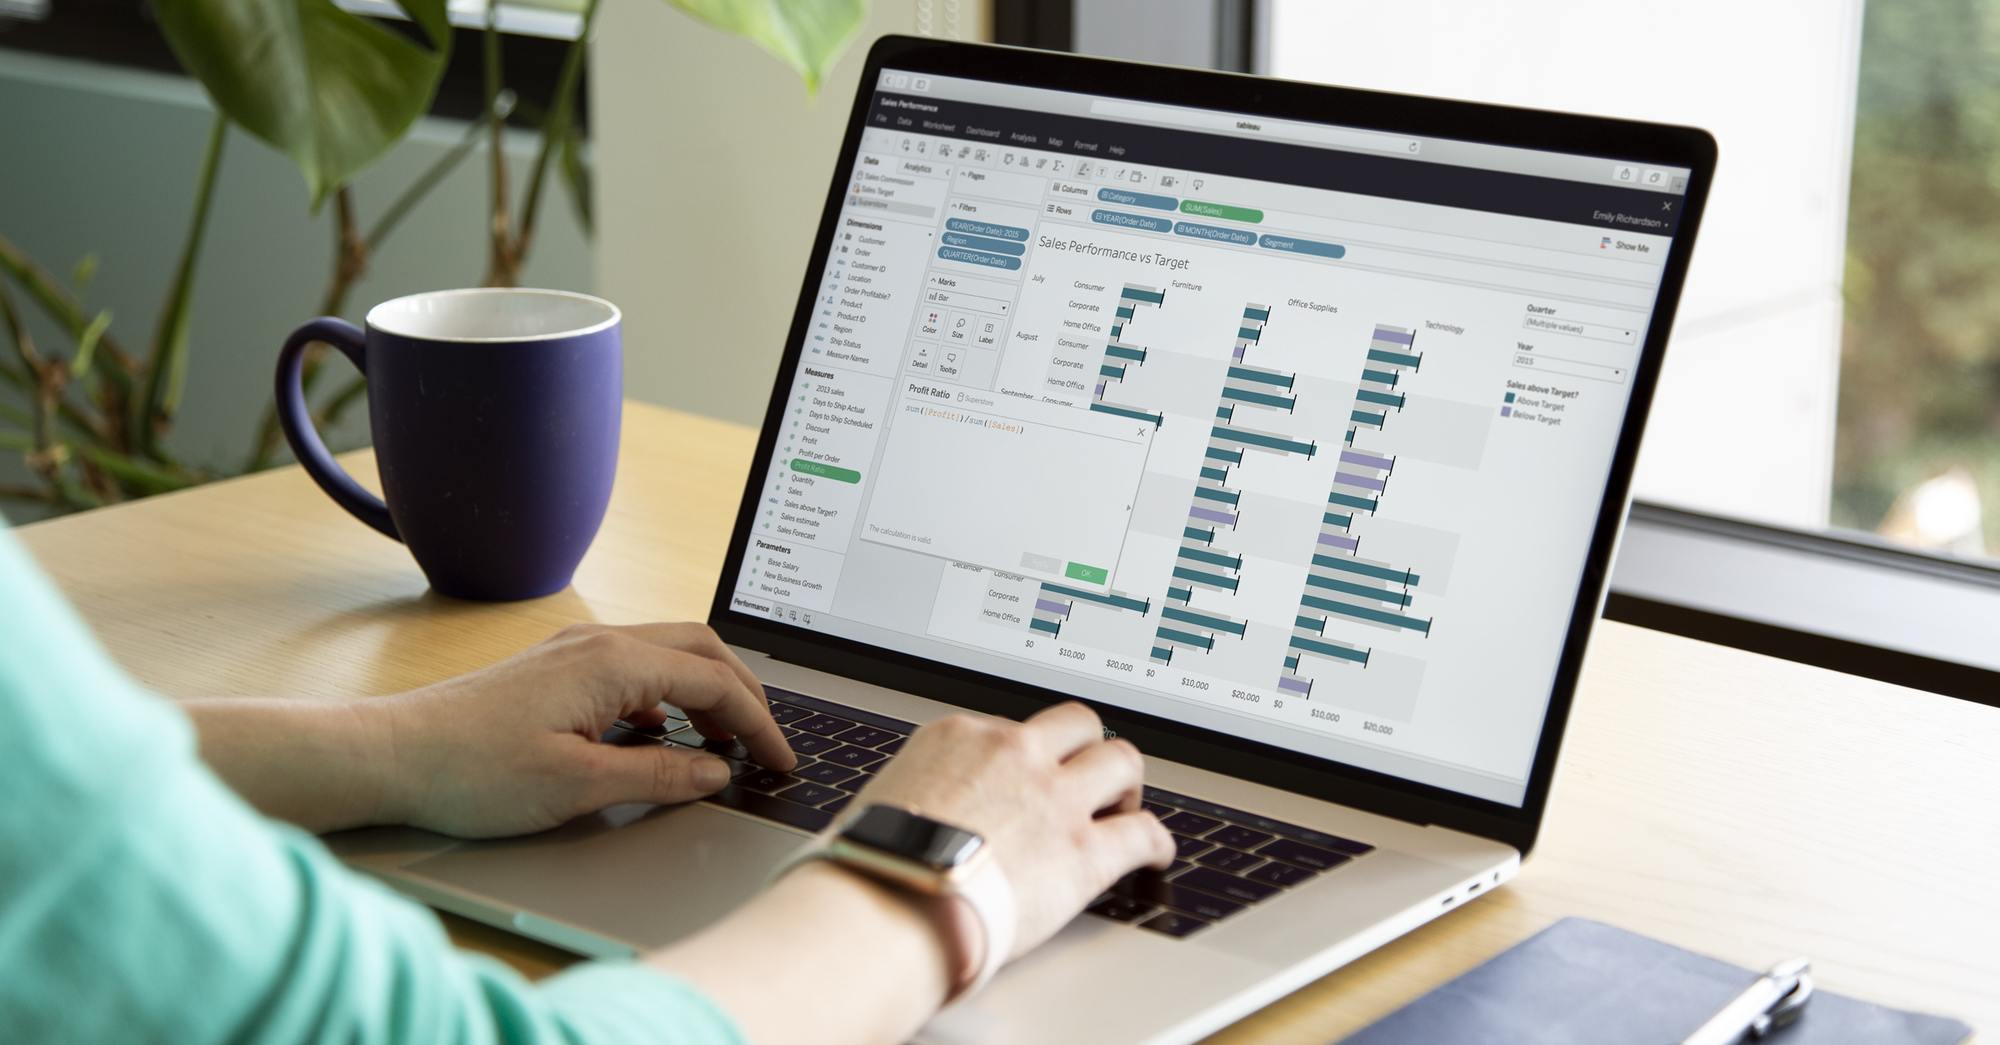 tableau
Sales Performance
File Data Worksheet Dashboard Analysis Map Format Help
Emily Richardson
Show Me
Data Analytics
Sales Commission
Sales Target
Superstore
Dimensions
Customer
Order
Customer ID
Location
Order Profitable?
Product
Product ID
Region
Ship Status
Measure Names
Measures
2013 sales
Days to Ship Actual
Days to Ship Scheduled
Discount
Profit
Profit per Order
Profit Ratio
Quantity
Sales
Sales above Target?
Sales estimate
Sales Forecast
Parameters
Base Salary
New Business Growth
New Quota
Performance
Pages
Filters
YEAR(Order Date): 2015
Region
QUARTER(Order Date)
Marks
Bar
Color Size Label
Detail Tooltip
Columns Category SUM(Sales)
Rows YEAR(Order Date) MONTH(Order Date) Segment
Sales Performance vs Target
Furniture Office Supplies Technology
July Consumer
Corporate
Home Office
August Consumer
Corporate
Home Office
September Consumer
Profit Ratio Superstore
sum([Profit])/sum([Sales])
The calculation is valid.
Apply OK
December Consumer
Corporate
Home Office
$0 $10,000 $20,000 $0 $10,000 $20,000 $0 $10,000 $20,000
Quarter
(Multiple values)
Year
2015
Sales above Target?
Above Target
Below Target
Pro